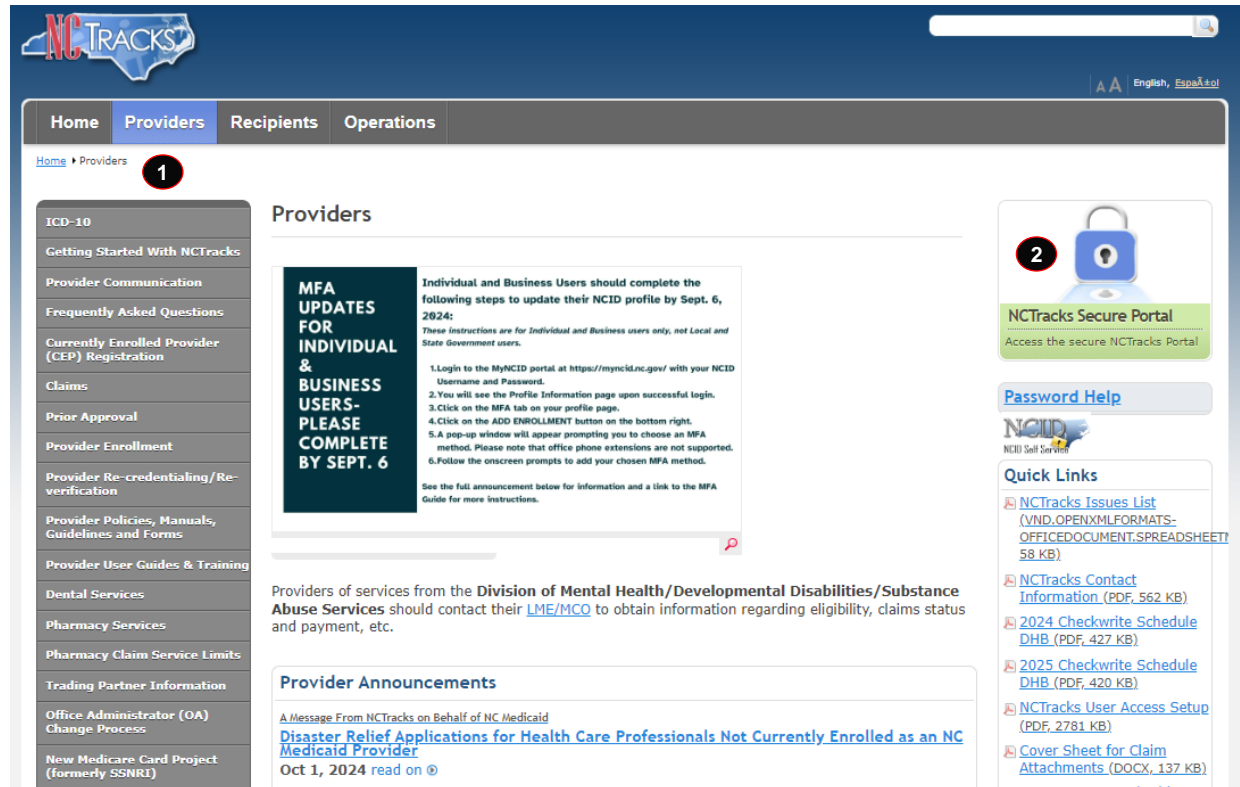 NCTRACKS
A A English, EspaÃ±ol
Home Providers Recipients Operations
Home Providers
1
ICD-10
Getting Started With NCTracks
Provider Communication
Frequently Asked Questions
Currently Enrolled Provider
(CEP) Registration
Claims
Prior Approval
Provider Enrollment
Provider Re-credentialing/Re-
verification
Provider Policies, Manuals,
Guidelines and Forms
Provider User Guides & Training
Dental Services
Pharmacy Services
Pharmacy Claim Service Limits
Trading Partner Information
Office Administrator (OA)
Change Process
New Medicare Card Project
(formerly SSNRI)
Providers
MFA
UPDATES
FOR
INDIVIDUAL
&
BUSINESS
USERS-
PLEASE
COMPLETE
BY SEPT. 6
Individual and Business Users should complete the
following steps to update their NCID profile by Sept. 6,
2024:
These instructions are for Individual and Business users only, not Local and
State Government users.
1.Login to the MyNCID portal at https://myncid.nc.gov/ with your NCID
Username and Password.
2.You will see the Profile Information page upon successful login.
3.Click on the MFA tab on your profile page.
4.Click on the ADD ENROLLMENT button on the bottom right.
5.A pop-up window will appear prompting you to choose an MFA
method. Please note that office phone extensions are not supported.
6.Follow the onscreen prompts to add your chosen MFA method.
See the full announcement below for information and a link to the MFA
Guide for more instructions.
Providers of services from the Division of Mental Health/Developmental Disabilities/Substance
Abuse Services should contact their LME/MCO to obtain information regarding eligibility, claims status
and payment, etc.
Provider Announcements
A Message From NCTracks on Behalf of NC Medicaid
Disaster Relief Applications for Health Care Professionals Not Currently Enrolled as an NC
Medicaid Provider
Oct 1, 2024 read on
2
NCTracks Secure Portal
Access the secure NCTracks Portal
Password Help
NCID
NCID Self Service
Quick Links
NCTracks Issues List
(VND.OPENXMLFORMATS-
OFFICEDOCUMENT.SPREADSHEETM
58 KB)
NCTracks Contact
Information (PDF, 562 KB)
2024 Checkwrite Schedule
DHB (PDF, 427 KB)
2025 Checkwrite Schedule
DHB (PDF, 420 KB)
NCTracks User Access Setup
(PDF, 2781 KB)
Cover Sheet for Claim
Attachments (DOCX, 137 KB)